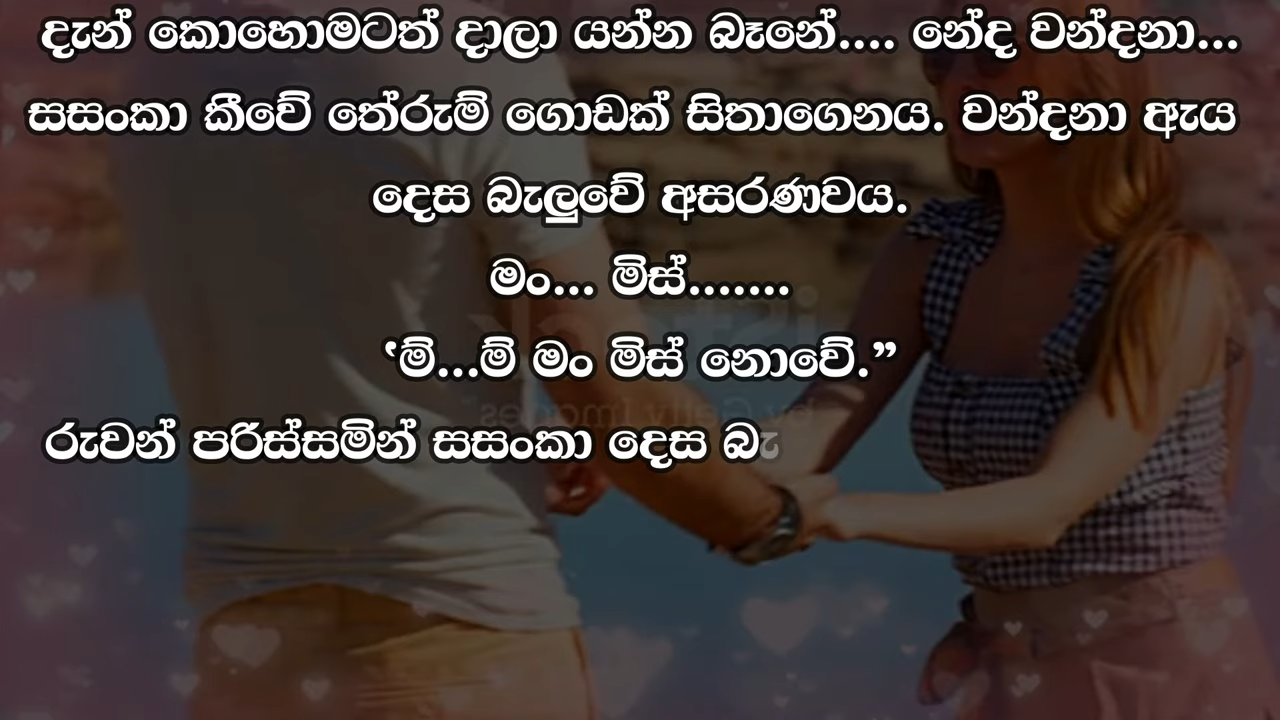 දැන් කොහොමටත් දාලා යන්න බෑනේ.... නේද වන්දනා...
සසංකා කීවේ තේරුම් ගොඩක් සිතාගෙනය. වන්දනා ඇය
දෙස බැලුවේ අසරණවය.
මං... මිස්.......
‘ම්...ම් මං මිස් නොවේ.”
රුවන් පරිස්සමින් සසංකා දෙස බැ